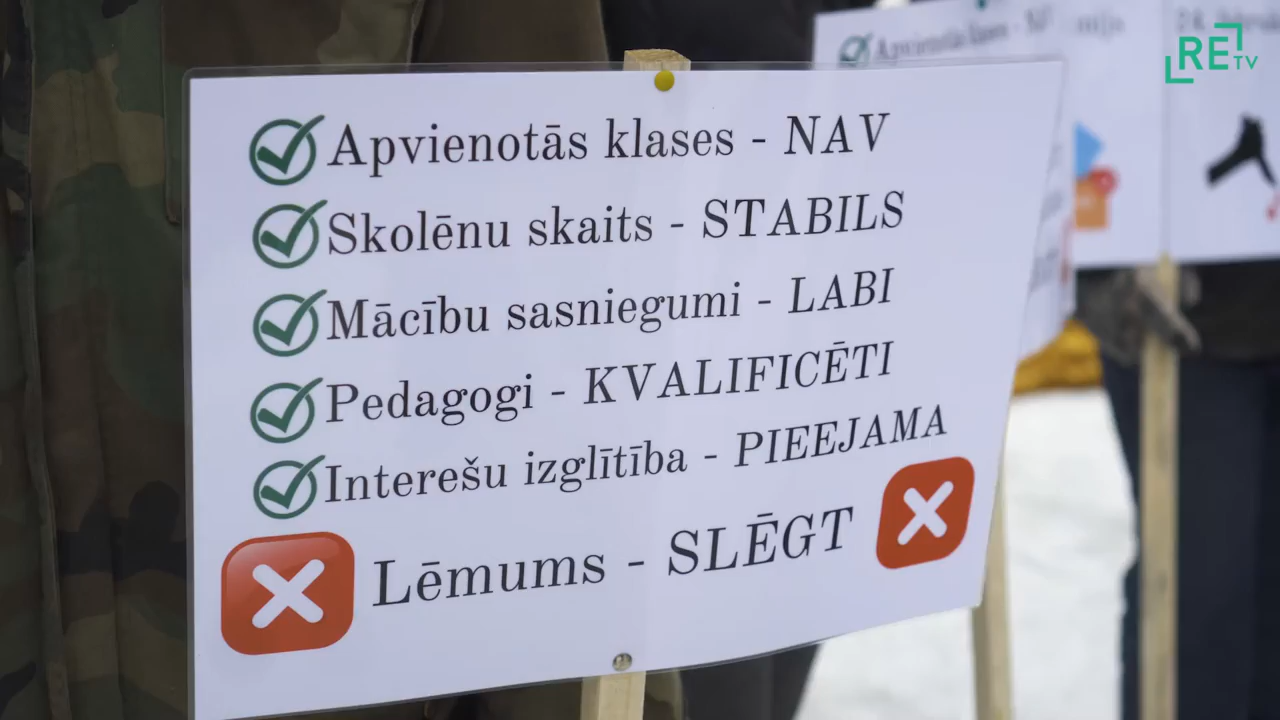 RE TV
Apvienotās klases - NAV
Skolēnu skaits - STABILS
Mācību sasniegumi - LABI
Pedagogi - KVALIFICĒTI
Interešu izglītība - PIEEJAMA
Lēmums - SLĒGT